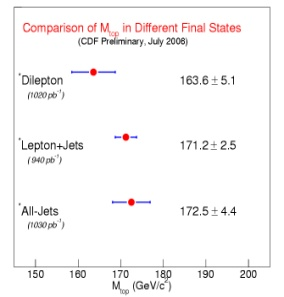 Comparison of Mtop in Different Final States
(CDF Preliminary, July 2006)
*Dilepton 163.6 ± 5.1
(1020 pb-1)
*Lepton+Jets 171.2 ± 2.5
(940 pb-1)
*All-Jets 172.5 ± 4.4
(1030 pb-1)
150 160 170 180 190 200
Mtop (GeV/c2)